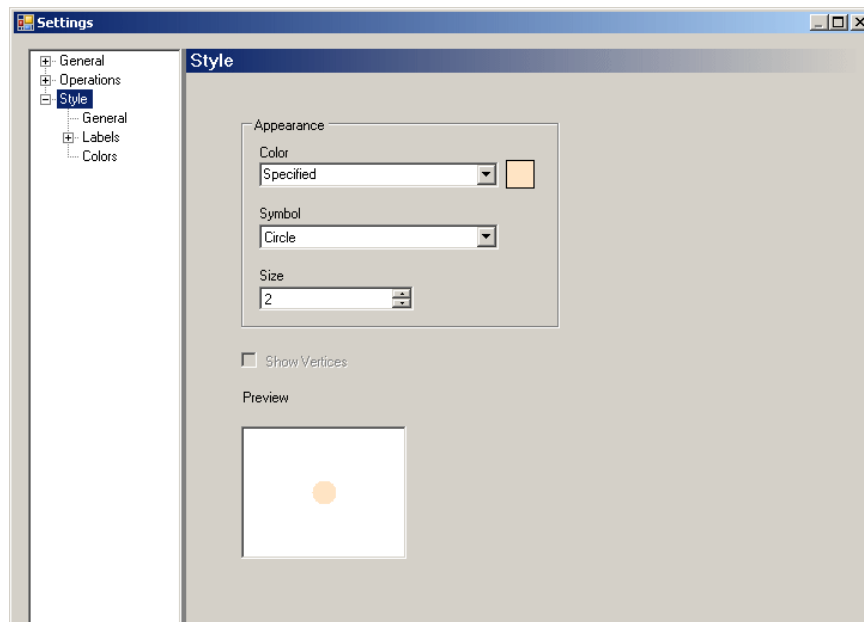 Settings
General
Operations
Style
General
Labels
Colors
Style
Appearance
Color
Specified
Symbol
Circle
Size
2
Show Vertices
Preview